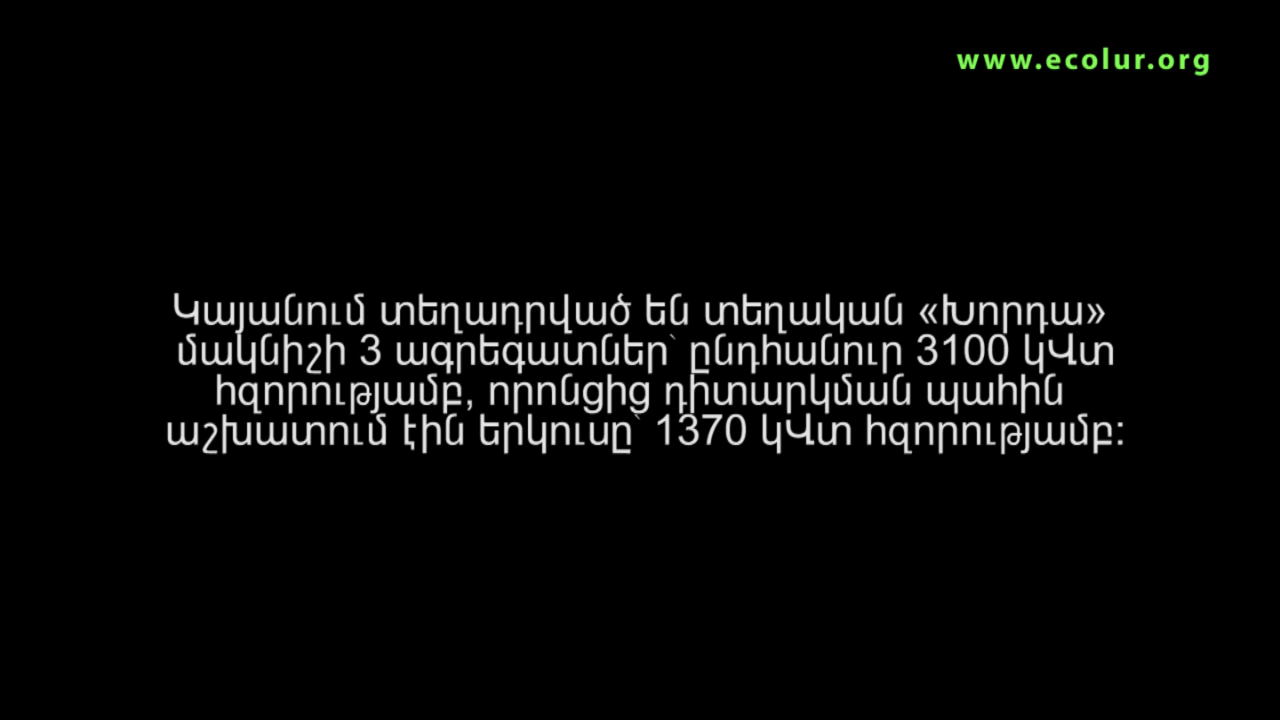 www.ecolur.org
Կայանում տեղադրված են տեղական «Խորդա»
մակնիշի 3 ագրեգատներ՝ ընդհանուր 3100 կՎտ
հզորությամբ, որոնցից դիտարկման պահին
աշխատում էին երկուսը՝ 1370 կՎտ հզորությամբ: